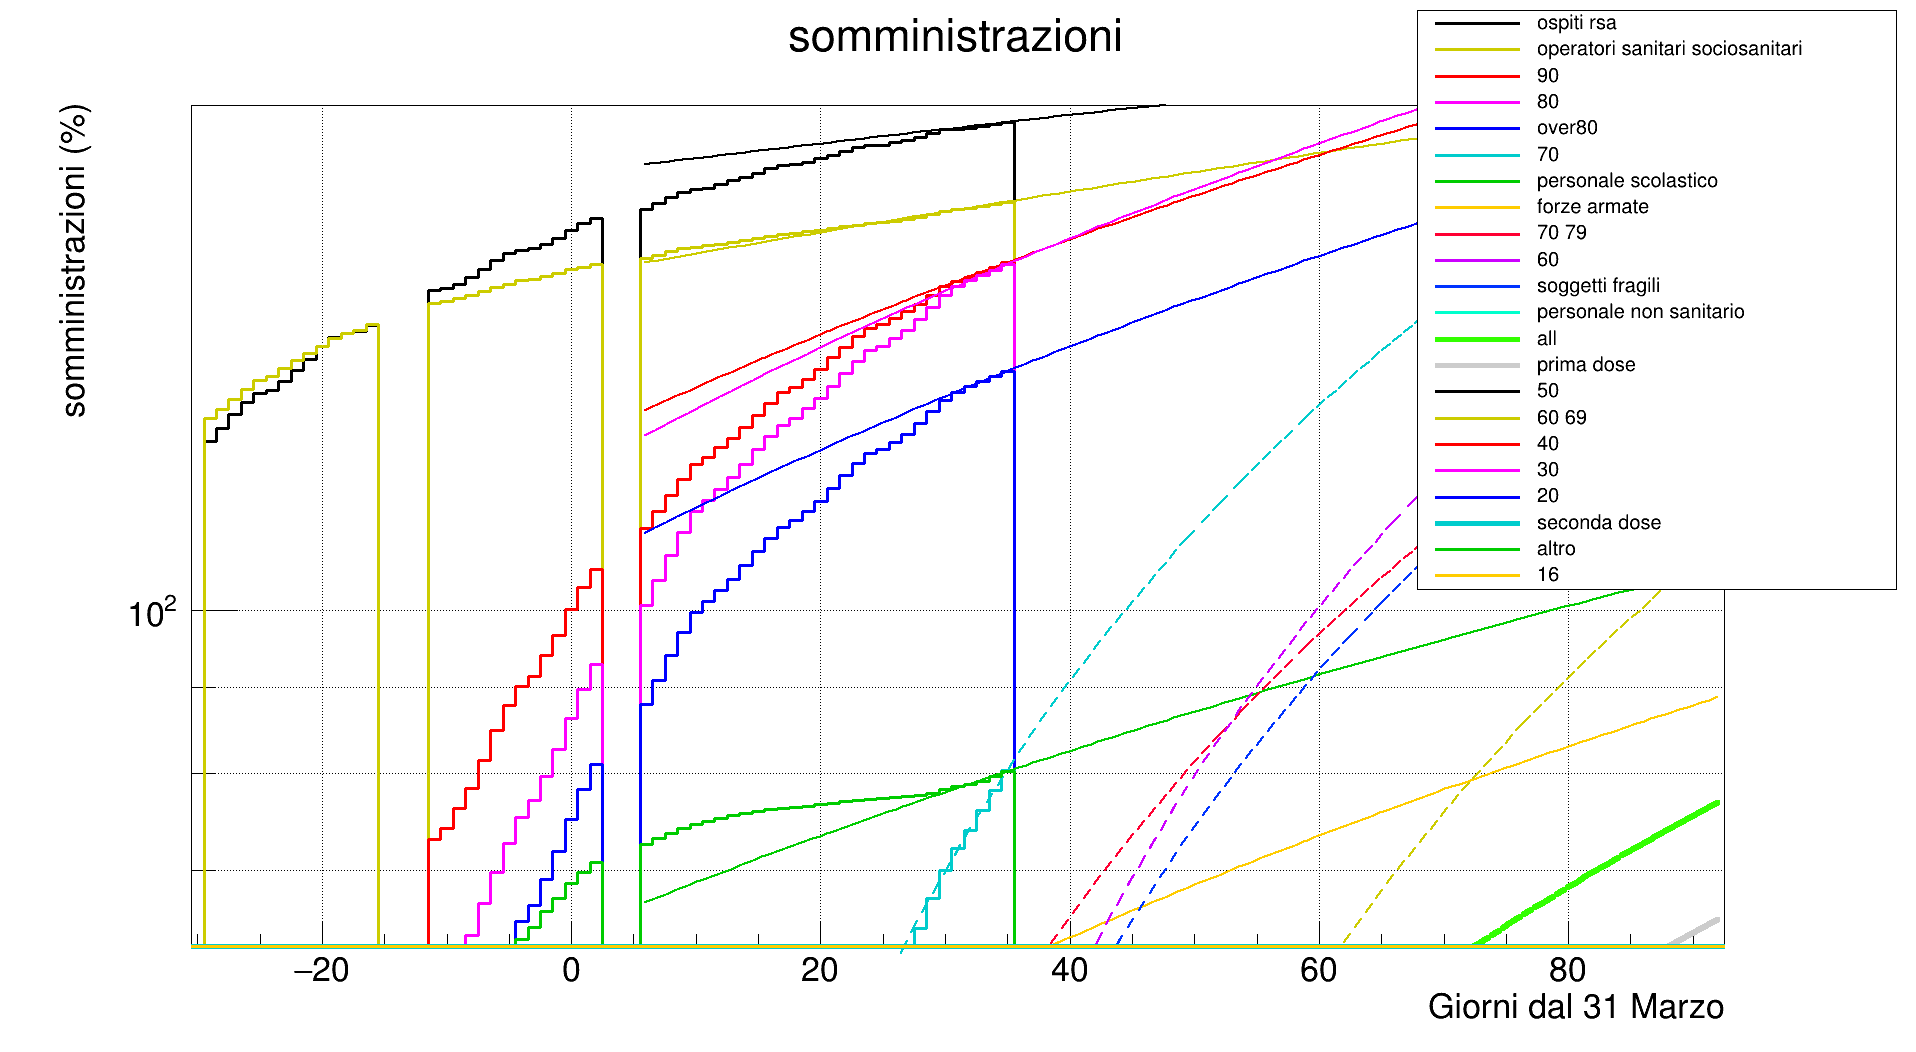 somministrazioni
somministrazioni (%)
10²
−20 0 20 40 60 80
Giorni dal 31 Marzo
ospiti rsa
operatori sanitari sociosanitari
90
80
over80
70
personale scolastico
forze armate
70 79
60
soggetti fragili
personale non sanitario
all
prima dose
50
60 69
40
30
20
seconda dose
altro
16